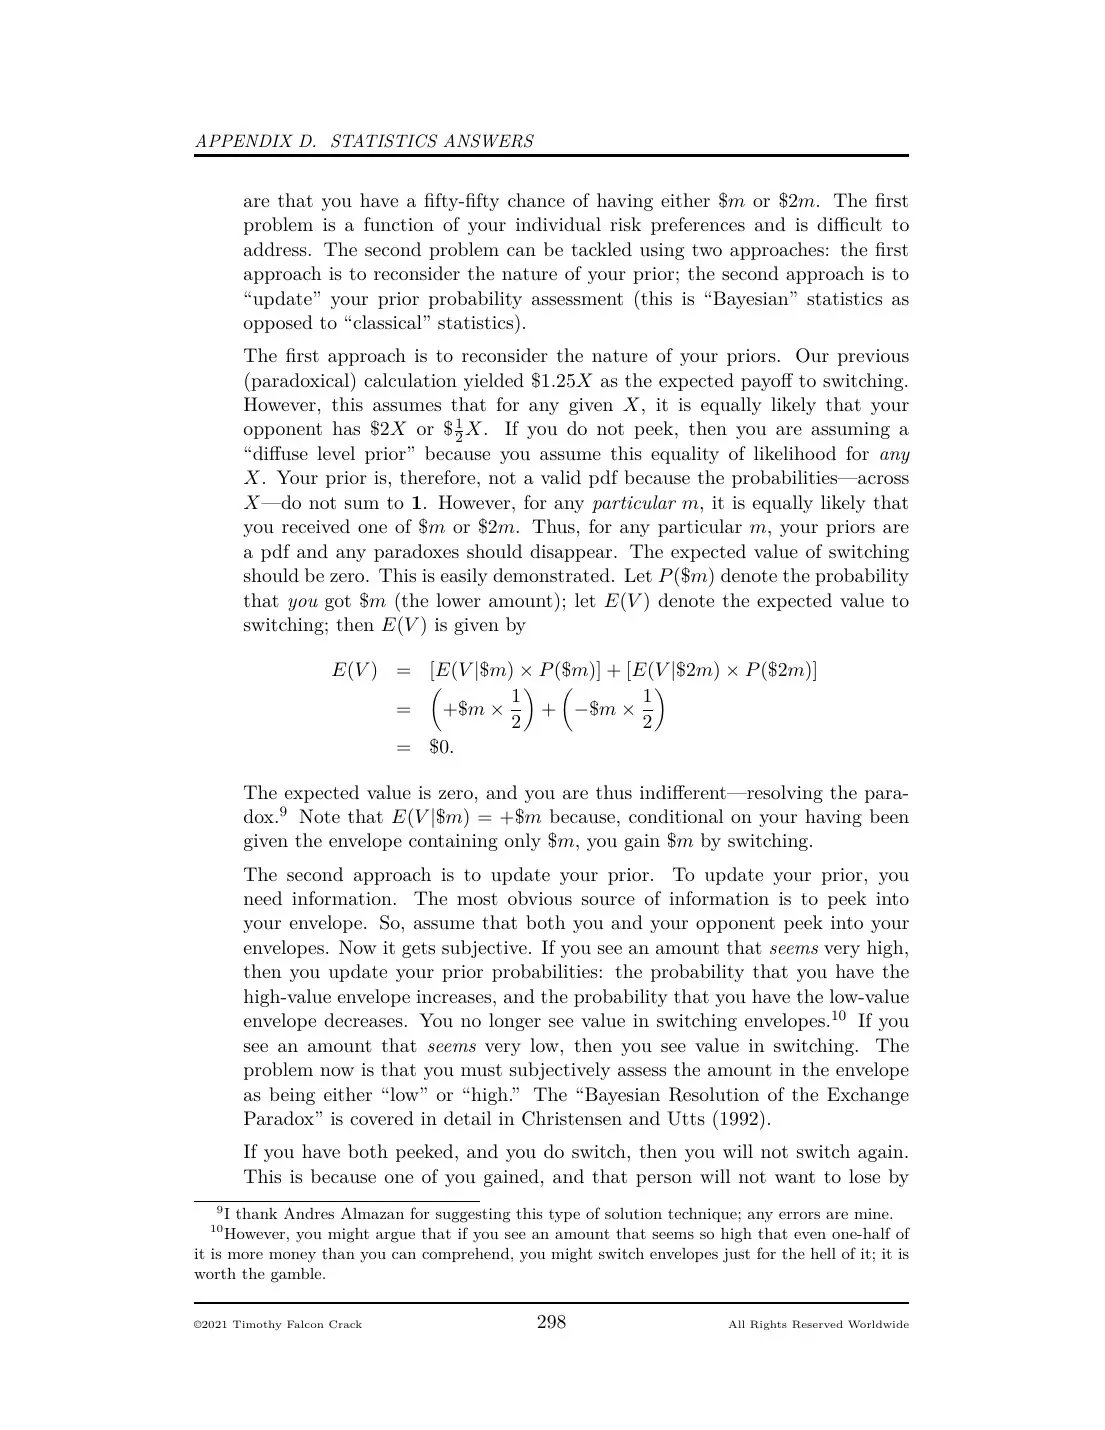 APPENDIX D. STATISTICS ANSWERS
are that you have a fifty-fifty chance of having either $m or $2m. The first
problem is a function of your individual risk preferences and is difficult to
address. The second problem can be tackled using two approaches: the first
approach is to reconsider the nature of your prior; the second approach is to
“update” your prior probability assessment (this is “Bayesian” statistics as
opposed to “classical” statistics).
The first approach is to reconsider the nature of your priors. Our previous
(paradoxical) calculation yielded $1.25X as the expected payoff to switching.
However, this assumes that for any given X, it is equally likely that your
opponent has $2X or $½X. If you do not peek, then you are assuming a
“diffuse level prior” because you assume this equality of likelihood for any
X. Your prior is, therefore, not a valid pdf because the probabilities—across
X—do not sum to 1. However, for any particular m, it is equally likely that
you received one of $m or $2m. Thus, for any particular m, your priors are
a pdf and any paradoxes should disappear. The expected value of switching
should be zero. This is easily demonstrated. Let P($m) denote the probability
that you got $m (the lower amount); let E(V) denote the expected value to
switching; then E(V) is given by
E(V) = [E(V|$m) × P($m)] + [E(V|$2m) × P($2m)]
= (+$m × 1/2) + (−$m × 1/2)
= $0.
The expected value is zero, and you are thus indifferent—resolving the para-
dox.⁹ Note that E(V|$m) = +$m because, conditional on your having been
given the envelope containing only $m, you gain $m by switching.
The second approach is to update your prior. To update your prior, you
need information. The most obvious source of information is to peek into
your envelope. So, assume that both you and your opponent peek into your
envelopes. Now it gets subjective. If you see an amount that seems very high,
then you update your prior probabilities: the probability that you have the
high-value envelope increases, and the probability that you have the low-value
envelope decreases. You no longer see value in switching envelopes.¹⁰ If you
see an amount that seems very low, then you see value in switching. The
problem now is that you must subjectively assess the amount in the envelope
as being either “low” or “high.” The “Bayesian Resolution of the Exchange
Paradox” is covered in detail in Christensen and Utts (1992).
If you have both peeked, and you do switch, then you will not switch again.
This is because one of you gained, and that person will not want to lose by
⁹I thank Andres Almazan for suggesting this type of solution technique; any errors are mine.
¹⁰However, you might argue that if you see an amount that seems so high that even one-half of
it is more money than you can comprehend, you might switch envelopes just for the hell of it; it is
worth the gamble.
©2021 Timothy Falcon Crack 298 All Rights Reserved Worldwide